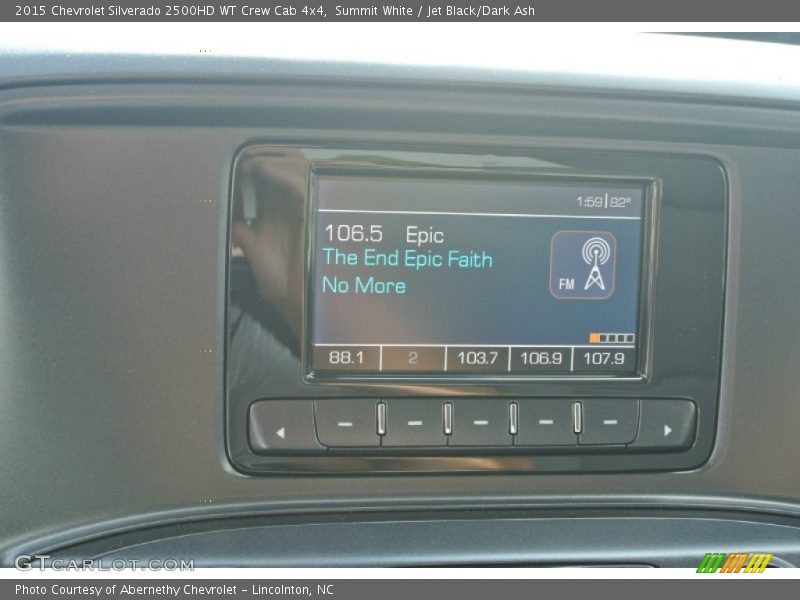 2015 Chevrolet Silverado 2500HD WT Crew Cab 4x4, Summit White / Jet Black/Dark Ash
1:59 82°
106.5 Epic
The End Epic Faith
No More
FM
88.1 2 103.7 106.9 107.9
GTCARLOT.COM
Photo Courtesy of Abernethy Chevrolet – Lincolnton, NC